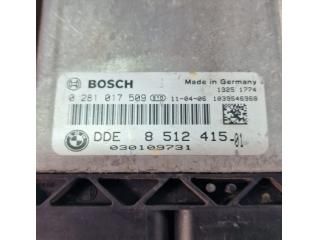 BOSCH
Made in Germany
1325 1774
0 281 017 509 11-04-06 1039S46968
DDE 8 512 415-01
030109731